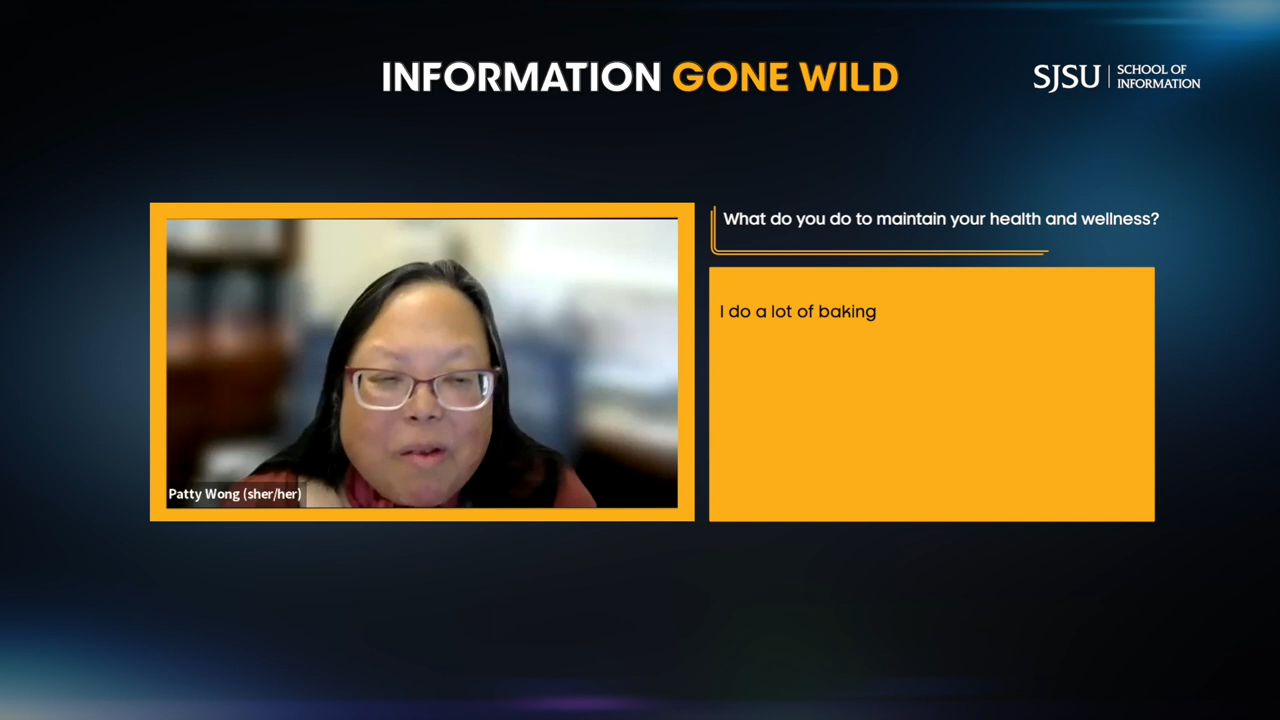 INFORMATION GONE WILD
SJSU
SCHOOL OF
INFORMATION
What do you do to maintain your health and wellness?
I do a lot of baking
Patty Wong (sher/her)